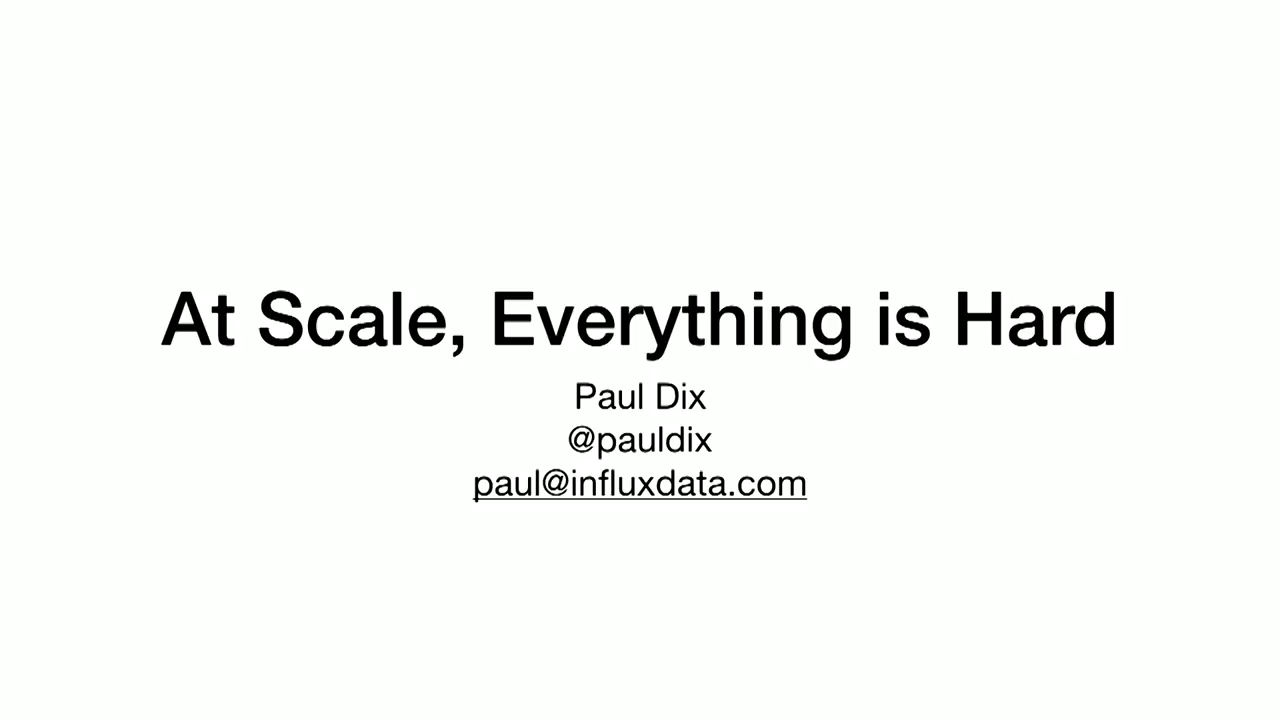 At Scale, Everything is Hard
Paul Dix
@pauldix
paul@influxdata.com